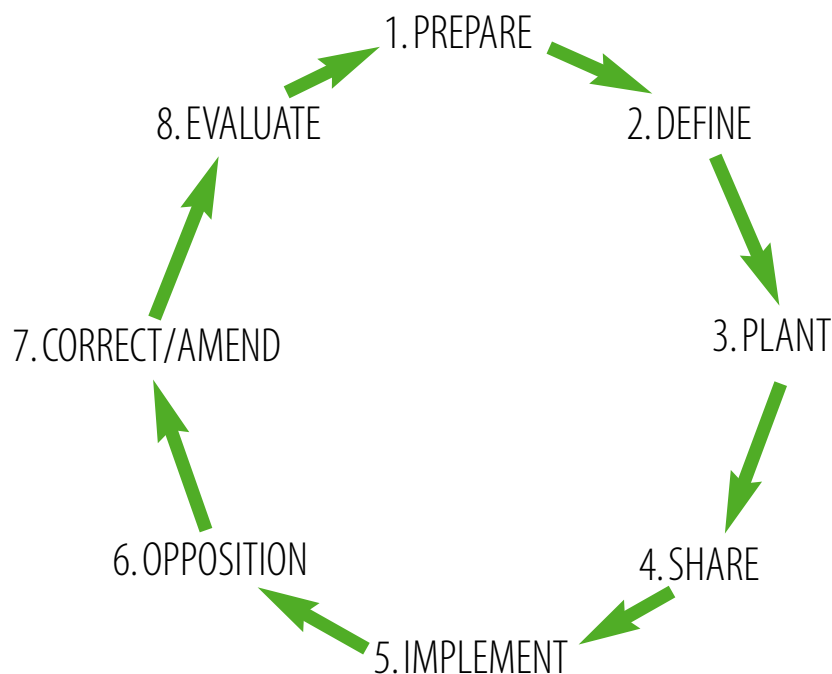 1. PREPARE
2. DEFINE
3. PLANT
4. SHARE
5. IMPLEMENT
6. OPPOSITION
7. CORRECT/AMEND
8. EVALUATE